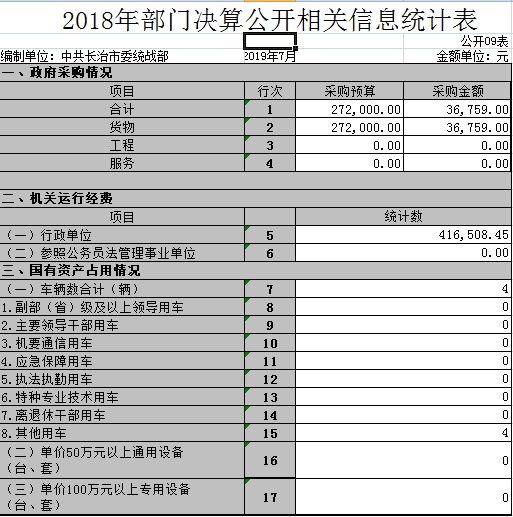 2018年部门决算公开相关信息统计表
公开09表
编制单位：中共长治市委统战部 2019年7月 金额单位：元
一、政府采购情况
项目 行次 采购预算 采购金额
合计 1 272,000.00 36,759.00
货物 2 272,000.00 36,759.00
工程 3 0.00 0.00
服务 4 0.00 0.00
二、机关运行经费
项目 统计数
（一）行政单位 5 416,508.45
（二）参照公务员法管理事业单位 6 0.00
三、国有资产占用情况
（一）车辆数合计（辆） 7 4
1.副部（省）级及以上领导用车 8 0
2.主要领导干部用车 9 0
3.机要通信用车 10 0
4.应急保障用车 11 0
5.执法执勤用车 12 0
6.特种专业技术用车 13 0
7.离退休干部用车 14 0
8.其他用车 15 4
（二）单价50万元以上通用设备
（台、套） 16 0
（三）单价100万元以上专用设备
（台、套） 17 0